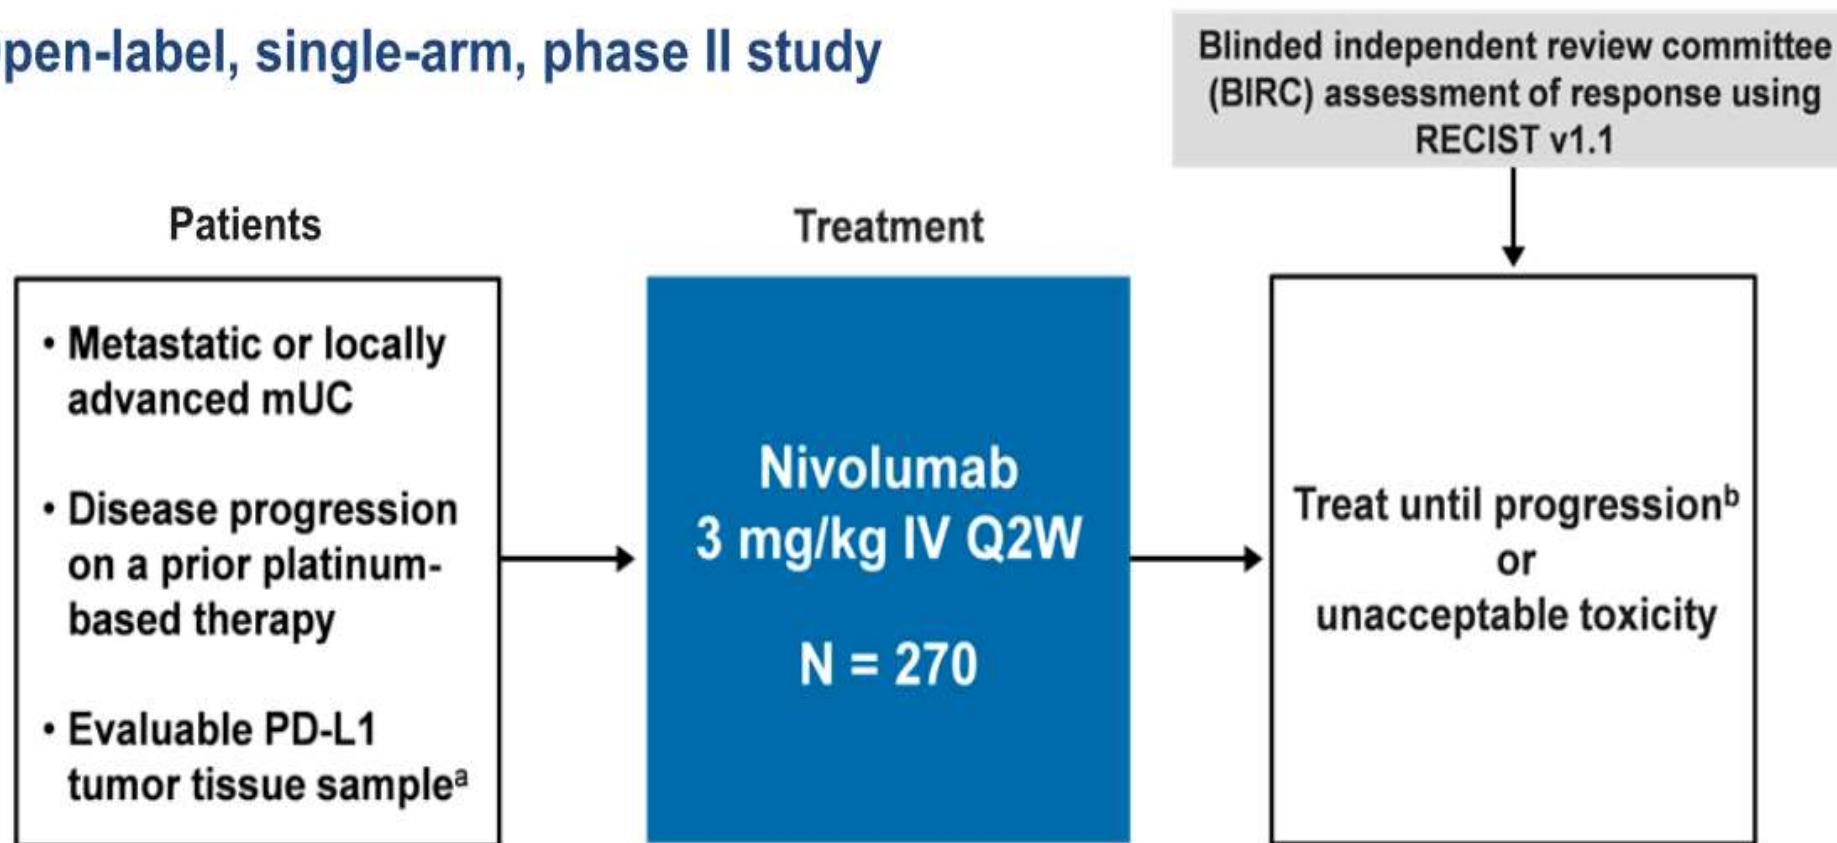 pen-label, single-arm, phase II study
Blinded independent review committee
(BIRC) assessment of response using
RECIST v1.1
Patients
• Metastatic or locally
advanced mUC
• Disease progression
on a prior platinum-
based therapy
• Evaluable PD-L1
tumor tissue sampleᵃ
Treatment
Nivolumab
3 mg/kg IV Q2W
N = 270
Treat until progressionᵇ
or
unacceptable toxicity